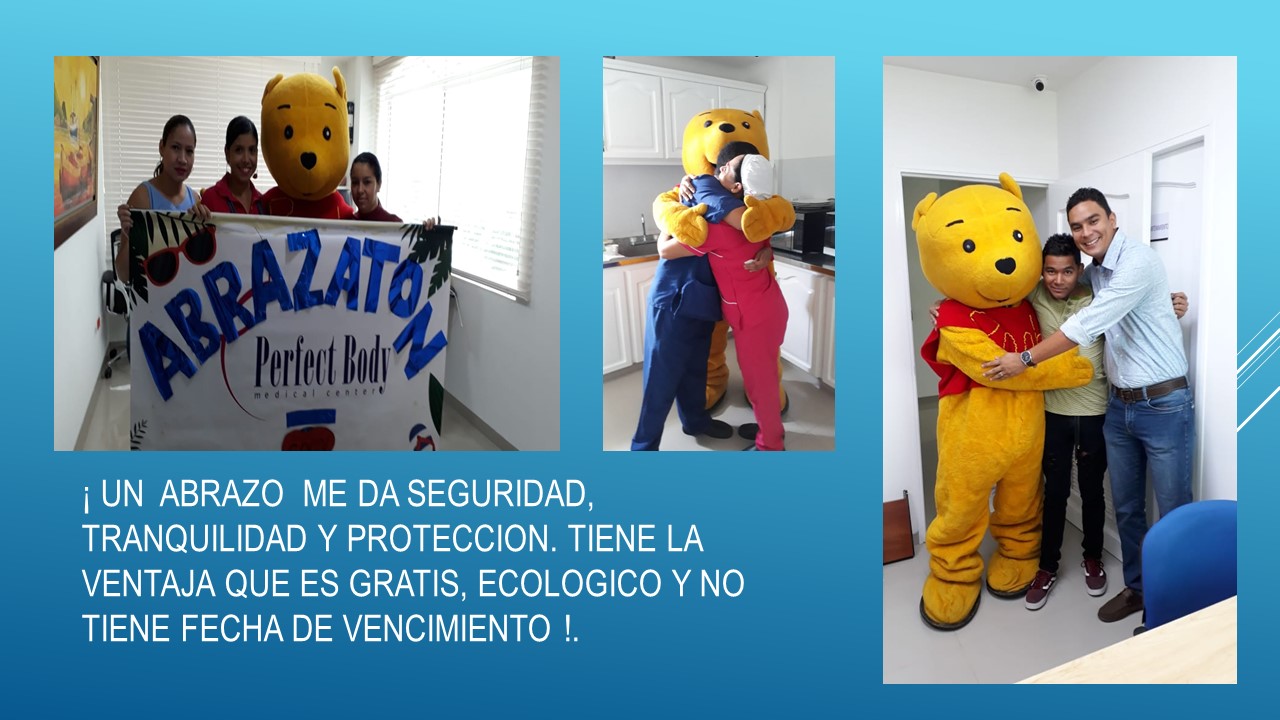 ABRAZATON
Perfect Body
medical center
¡ UN ABRAZO ME DA SEGURIDAD,
TRANQUILIDAD Y PROTECCION. TIENE LA
VENTAJA QUE ES GRATIS, ECOLOGICO Y NO
TIENE FECHA DE VENCIMIENTO !.